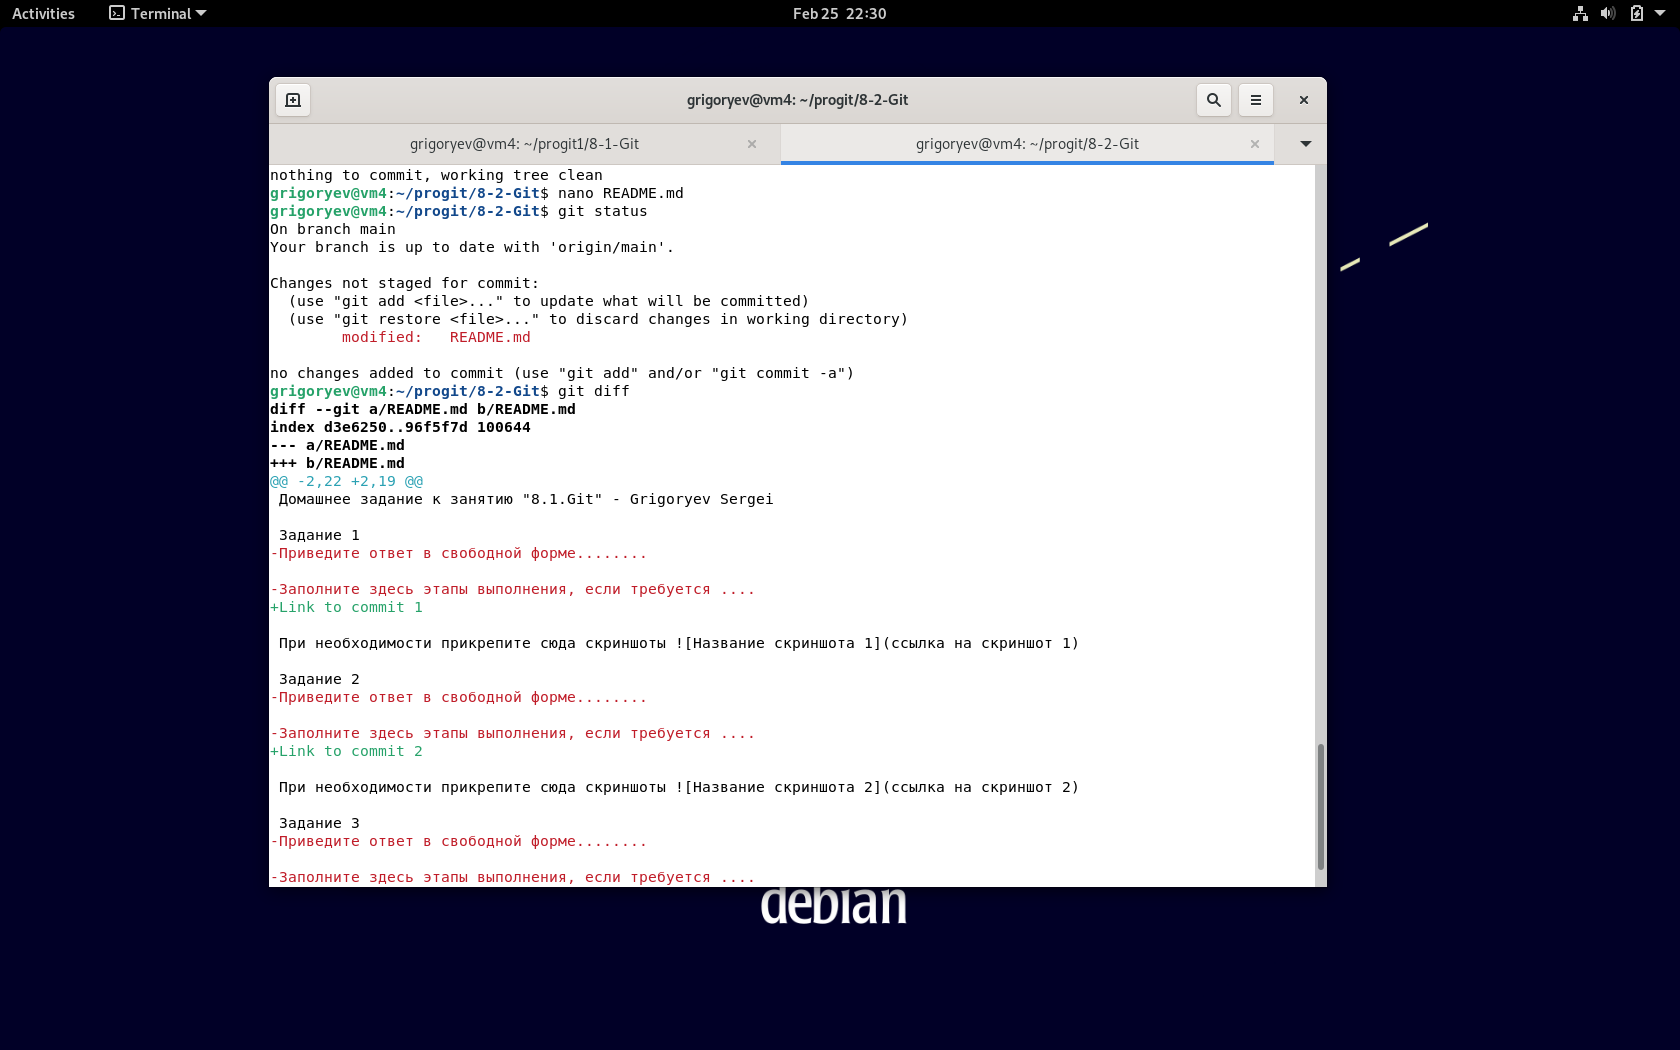 Activities Terminal Feb 25 22:30
grigoryev@vm4: ~/progit/8-2-Git
grigoryev@vm4: ~/progit1/8-1-Git grigoryev@vm4: ~/progit/8-2-Git
nothing to commit, working tree clean
grigoryev@vm4:~/progit/8-2-Git$ nano README.md
grigoryev@vm4:~/progit/8-2-Git$ git status
On branch main
Your branch is up to date with 'origin/main'.
Changes not staged for commit:
  (use "git add <file>..." to update what will be committed)
  (use "git restore <file>..." to discard changes in working directory)
        modified:   README.md
no changes added to commit (use "git add" and/or "git commit -a")
grigoryev@vm4:~/progit/8-2-Git$ git diff
diff --git a/README.md b/README.md
index d3e6250..96f5f7d 100644
--- a/README.md
+++ b/README.md
@@ -2,22 +2,19 @@
 Домашнее задание к занятию "8.1.Git" - Grigoryev Sergei
 Задание 1
-Приведите ответ в свободной форме........
-Заполните здесь этапы выполнения, если требуется ....
+Link to commit 1
 При необходимости прикрепите сюда скриншоты ![Название скриншота 1](ссылка на скриншот 1)
 Задание 2
-Приведите ответ в свободной форме........
-Заполните здесь этапы выполнения, если требуется ....
+Link to commit 2
 При необходимости прикрепите сюда скриншоты ![Название скриншота 2](ссылка на скриншот 2)
 Задание 3
-Приведите ответ в свободной форме........
-Заполните здесь этапы выполнения, если требуется ....
debian